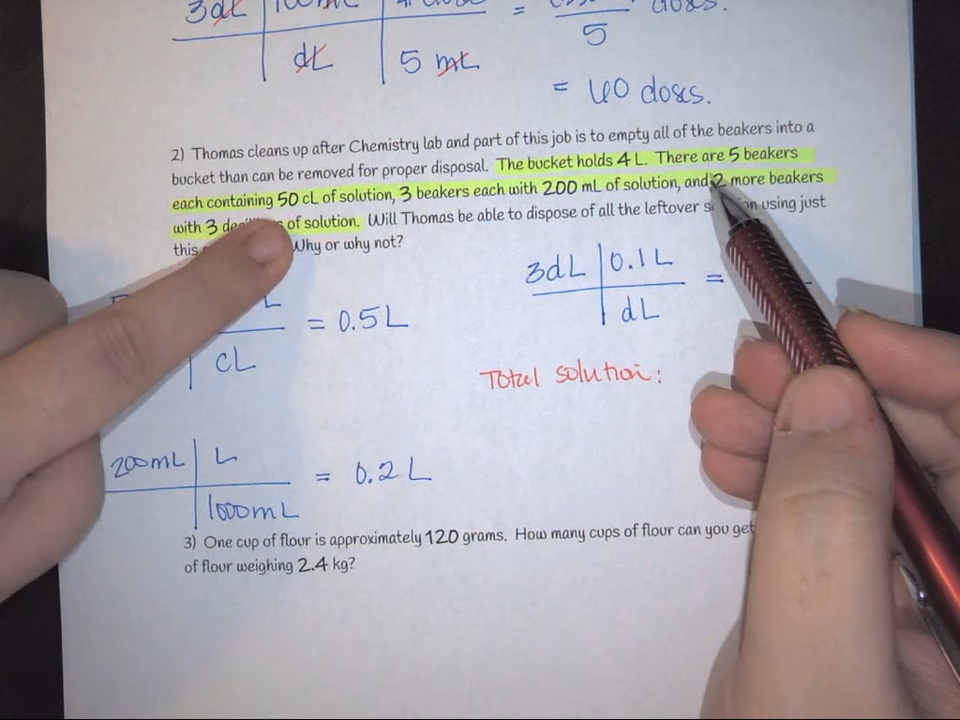 3dL
= 5
dL 5 mL
= 40 doses.
2) Thomas cleans up after Chemistry lab and part of this job is to empty all of the beakers into a
bucket than can be removed for proper disposal. The bucket holds 4 L. There are 5 beakers
each containing 50 cL of solution, 3 beakers each with 200 mL of solution, and 2 more beakers
with 3 of solution. Will Thomas be able to dispose of all the leftover using just
this Why or why not?
3dL 0.1 L =
dL
L = 0.5 L
cL
Total solution:
200mL L = 0.2 L
1000mL
3) One cup of flour is approximately 120 grams. How many cups of flour can you get
of flour weighing 2.4 kg?